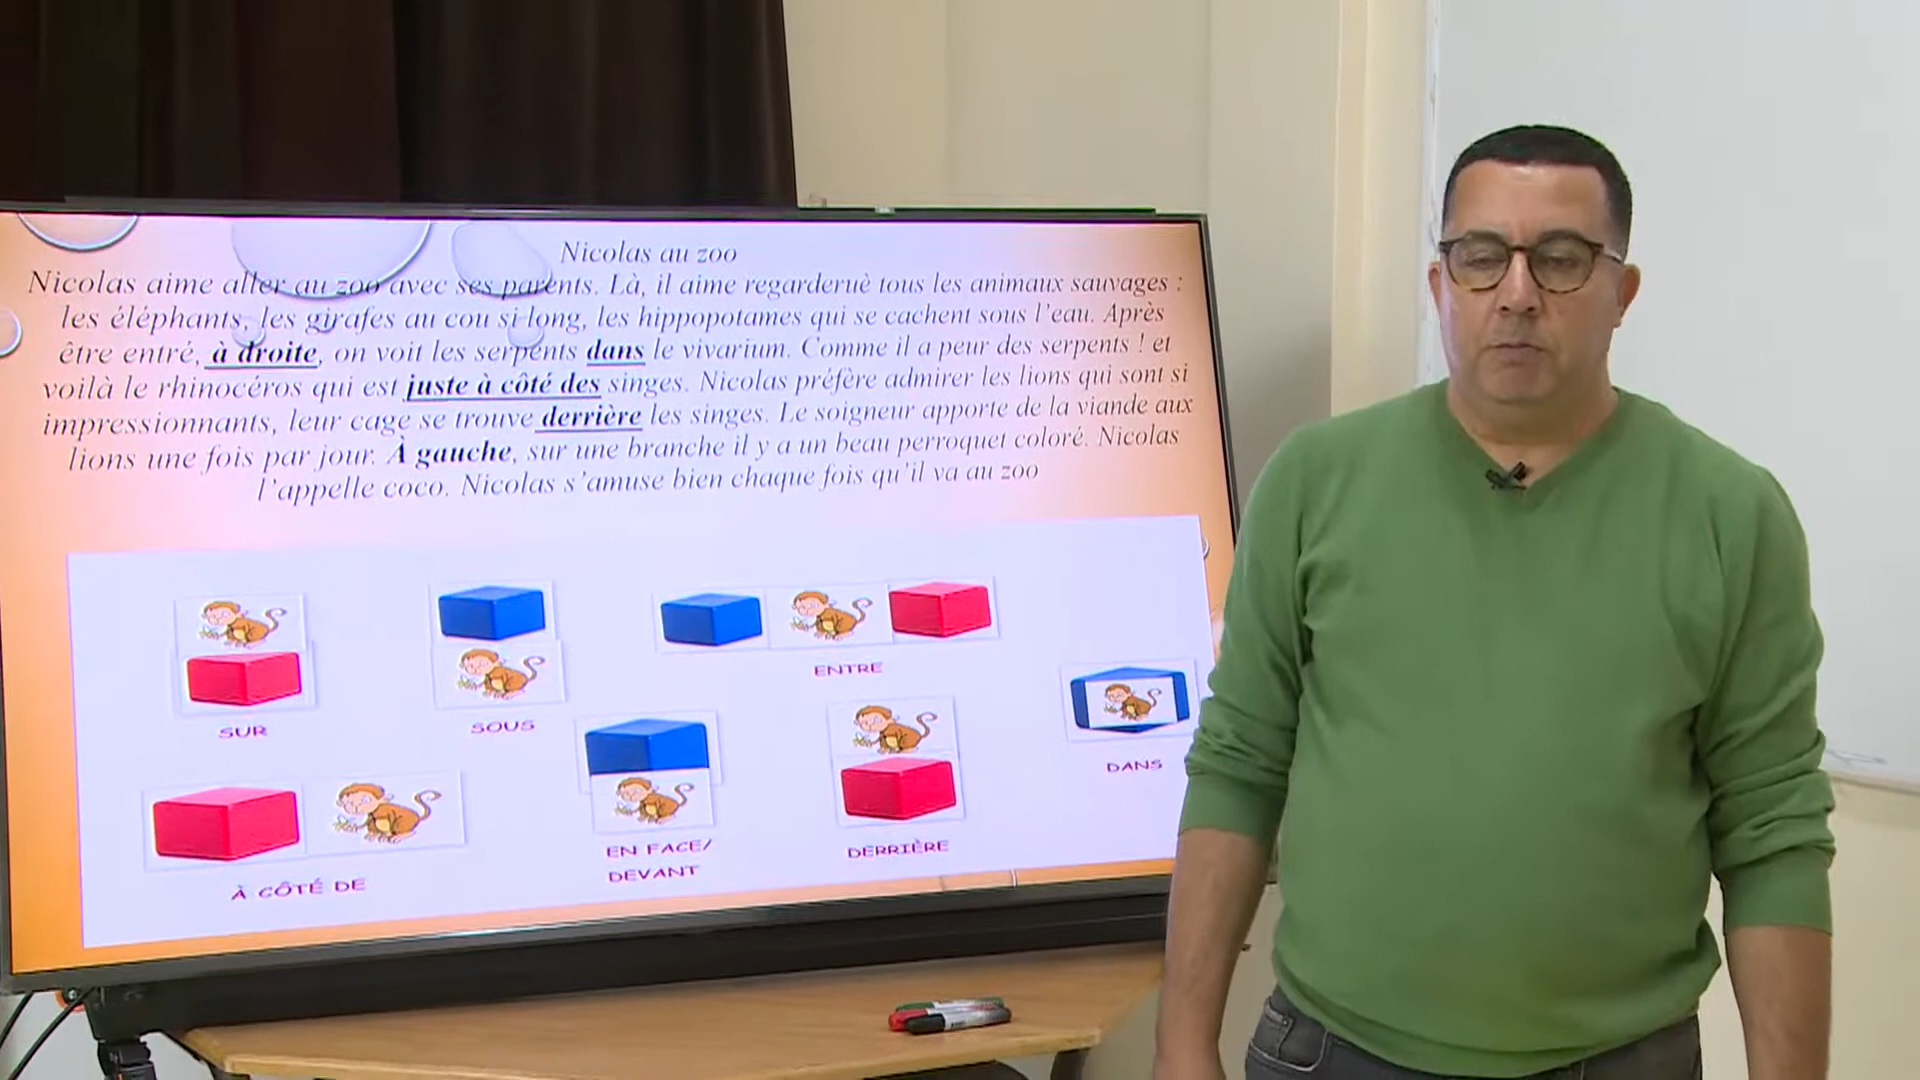 Nicolas au zoo
Nicolas aime aller au zoo avec ses parents. Là, il aime regarderuè tous les animaux sauvages :
les éléphants, les girafes au cou si long, les hippopotames qui se cachent sous l'eau. Après
être entré, à droite, on voit les serpents dans le vivarium. Comme il a peur des serpents ! et
voilà le rhinocéros qui est juste à côté des singes. Nicolas préfère admirer les lions qui sont si
impressionnants, leur cage se trouve derrière les singes. Le soigneur apporte de la viande aux
lions une fois par jour. À gauche, sur une branche il y a un beau perroquet coloré. Nicolas
l'appelle coco. Nicolas s'amuse bien chaque fois qu'il va au zoo
SUR
SOUS
ENTRE
DANS
À CÔTÉ DE
EN FACE/
DEVANT
DERRIÈRE